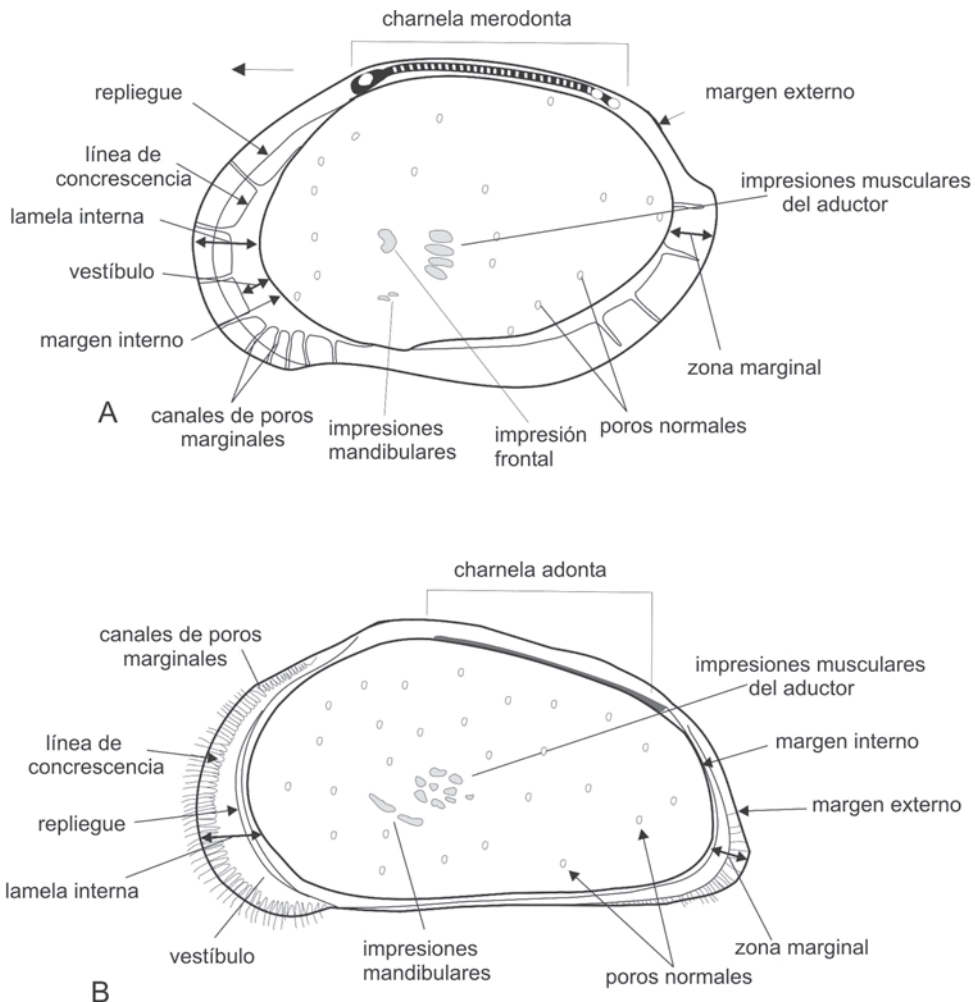 charnela merodonta
repliegue
margen externo
línea de
concrescencia
impresiones musculares
del aductor
lamela interna
vestíbulo
margen interno
zona marginal
A
canales de poros
marginales
impresiones
mandibulares
impresión
frontal
poros normales
charnela adonta
canales de poros
marginales
impresiones musculares
del aductor
línea de
concrescencia
margen interno
repliegue
margen externo
lamela interna
vestíbulo
impresiones
mandibulares
poros normales
zona marginal
B